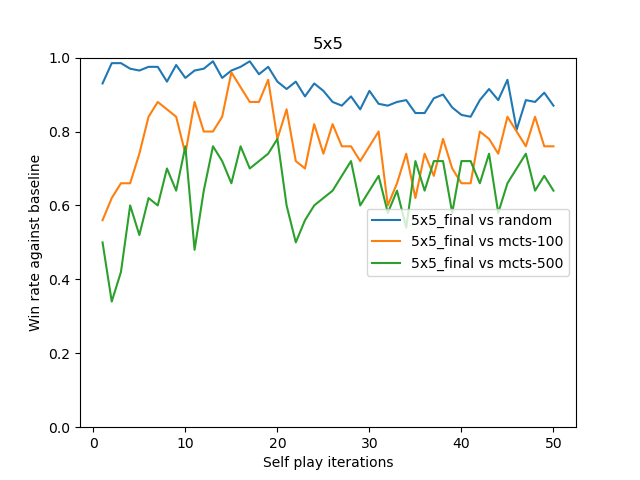 5x5
1.0
0.8
0.6
0.4
0.2
0.0
Win rate against baseline
5x5_final vs random
5x5_final vs mcts-100
5x5_final vs mcts-500
0 10 20 30 40 50
Self play iterations